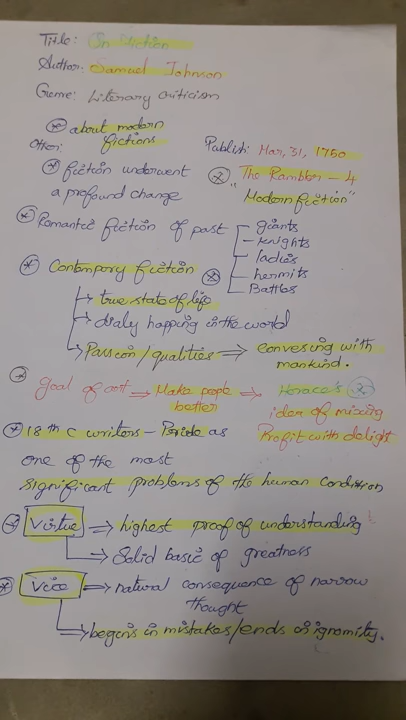 Title: On Fiction
Author: Samuel Johnson
Genre: Literary criticism
* about modern
Other: fictions
Publish: Mar, 31, 1750
* fiction underwent
a profound change
* The Rambler - 4
"Modern fiction"
* Romantic fiction of past
- giants
- knights
- ladies
- hermits
- Battles
* Contempory fiction *
→ true state of life
→ dialy happing in the world
→ Passion/qualities ⇒ convesing with
mankind.
* Goal of art → Make people ⇒ Horace's
better idea of mixing
Profit with delight
* 18th C writers - Pride as
one of the most
significant problems of the human condition
* Virtue ⇒ highest proof of understanding
→ Solid basic of greatness
* Vice ⇒ natural consequence of narrow
thought
→ begins in mistakes/ends in ignomity.